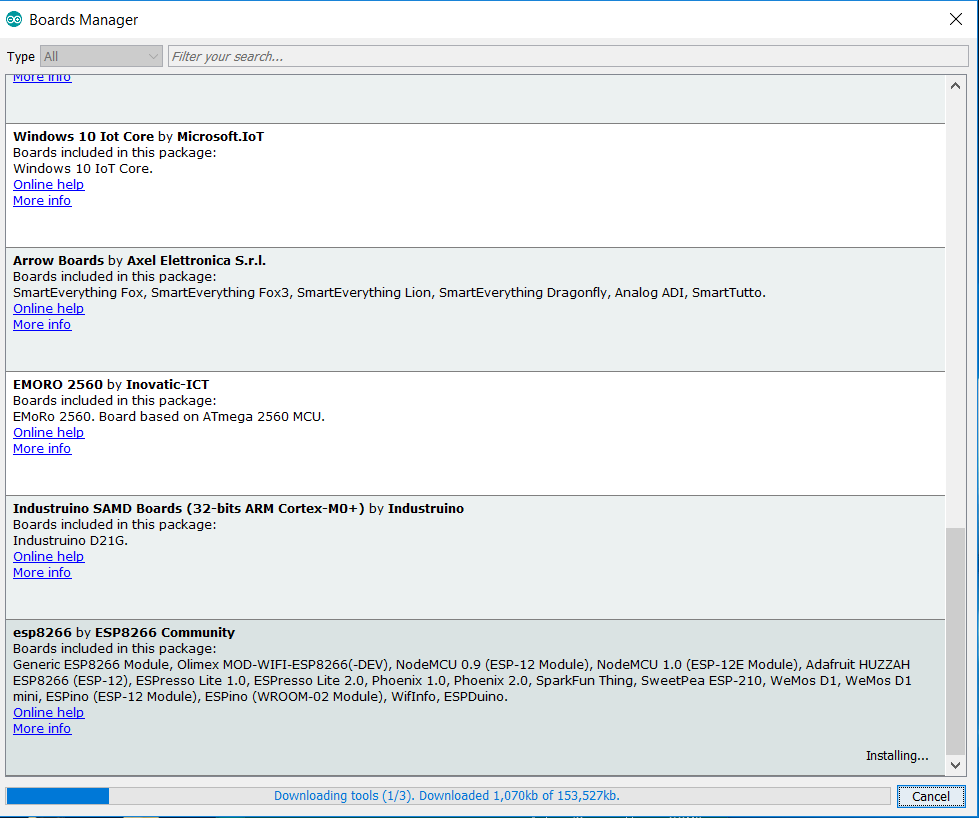 Boards Manager
Type All Filter your search...
More info
Windows 10 Iot Core by Microsoft.IoT
Boards included in this package:
Windows 10 IoT Core.
Online help
More info
Arrow Boards by Axel Elettronica S.r.l.
Boards included in this package:
SmartEverything Fox, SmartEverything Fox3, SmartEverything Lion, SmartEverything Dragonfly, Analog ADI, SmartTutto.
Online help
More info
EMORO 2560 by Inovatic-ICT
Boards included in this package:
EMoRo 2560. Board based on ATmega 2560 MCU.
Online help
More info
Industruino SAMD Boards (32-bits ARM Cortex-M0+) by Industruino
Boards included in this package:
Industruino D21G.
Online help
More info
esp8266 by ESP8266 Community
Boards included in this package:
Generic ESP8266 Module, Olimex MOD-WIFI-ESP8266(-DEV), NodeMCU 0.9 (ESP-12 Module), NodeMCU 1.0 (ESP-12E Module), Adafruit HUZZAH
ESP8266 (ESP-12), ESPresso Lite 1.0, ESPresso Lite 2.0, Phoenix 1.0, Phoenix 2.0, SparkFun Thing, SweetPea ESP-210, WeMos D1, WeMos D1
mini, ESPino (ESP-12 Module), ESPino (WROOM-02 Module), WifInfo, ESPDuino.
Online help
More info
Installing...
Downloading tools (1/3). Downloaded 1,070kb of 153,527kb.
Cancel